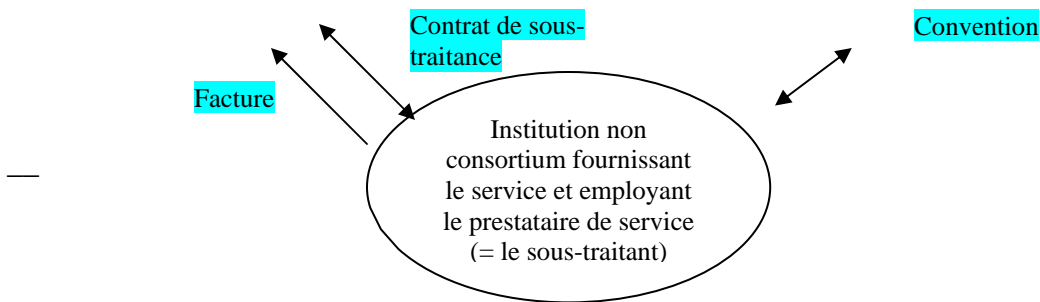 Contrat de sous-
traitance
Convention
Facture
Institution non
consortium fournissant
le service et employant
le prestataire de service
(= le sous-traitant)